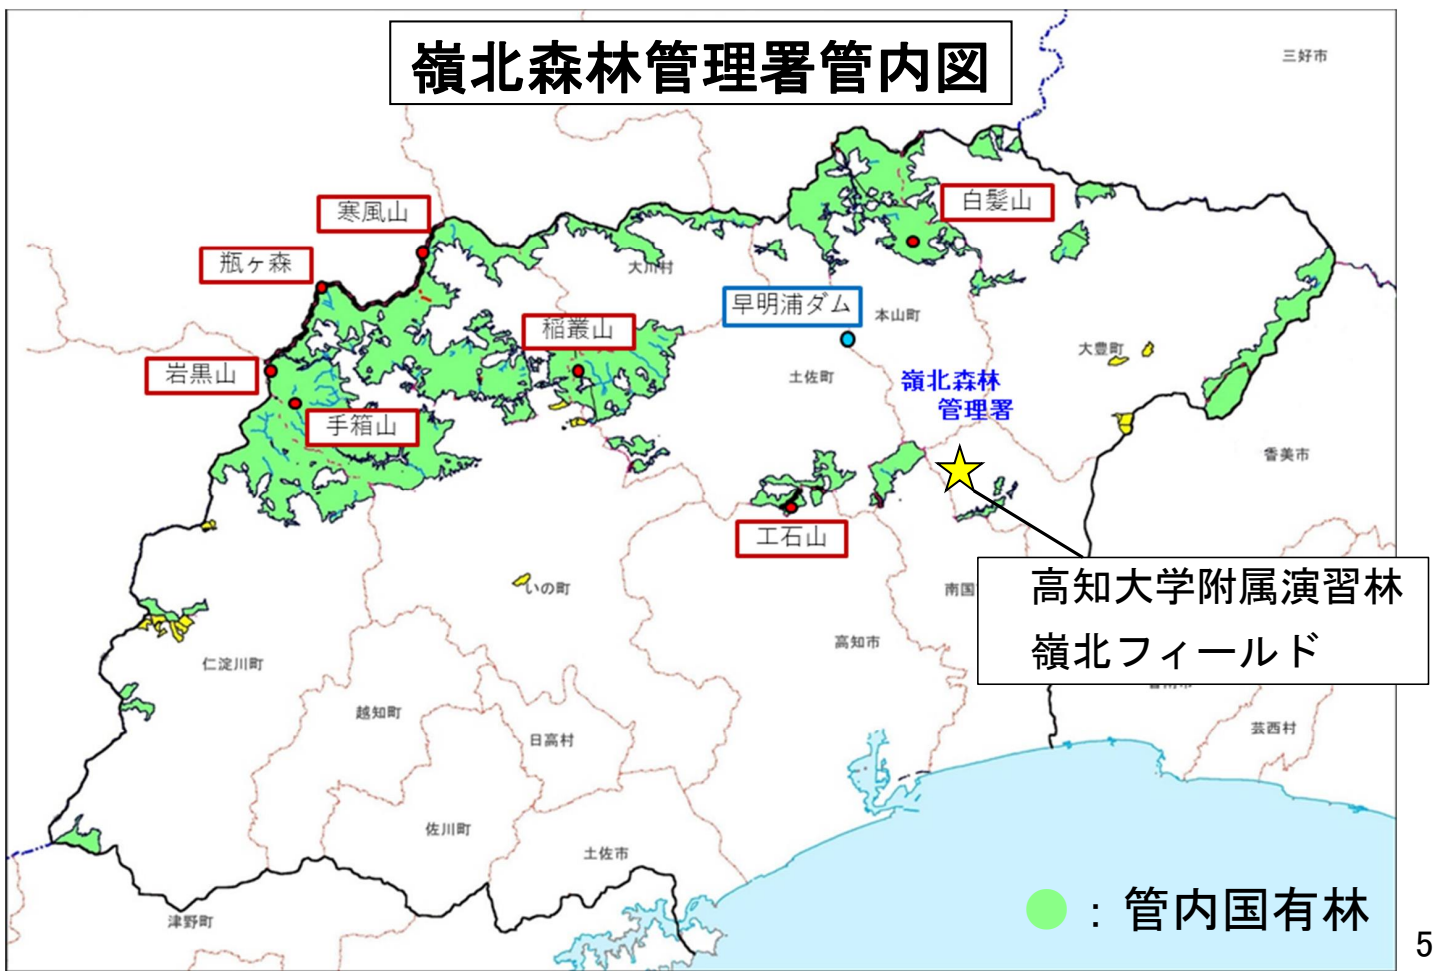 嶺北森林管理署管内図
三好市
寒風山
白髪山
瓶ヶ森
大川村
早明浦ダム
本山町
稲叢山
大豊町
岩黒山
土佐町
嶺北森林
管理署
手箱山
香美市
工石山
高知大学附属演習林
嶺北フィールド
いの町
南国
高知市
仁淀川町
越知町
芸西村
日高村
佐川町
土佐市
津野町
：管内国有林
5